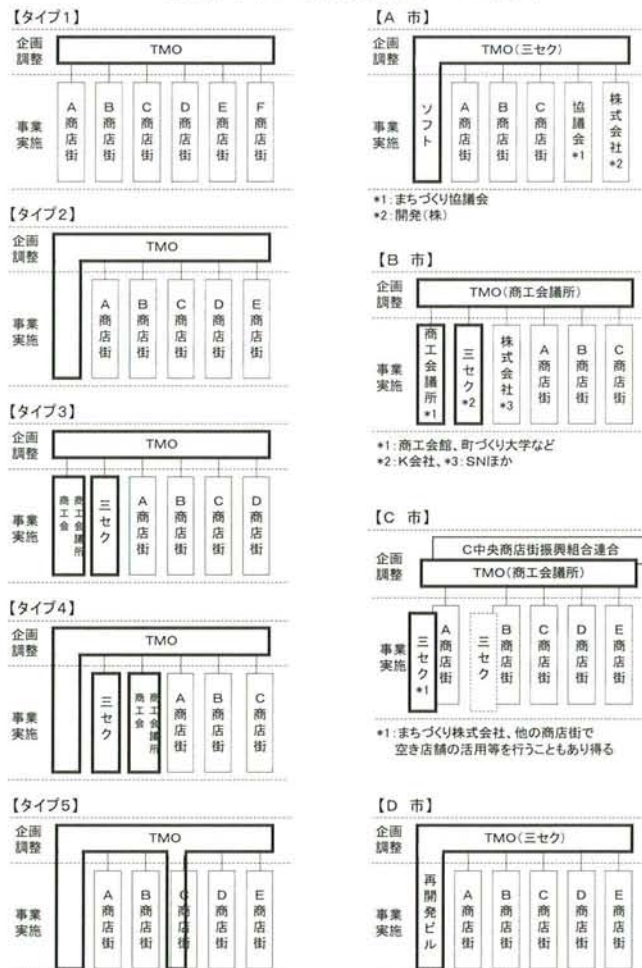 【タイプ1】
企画
調整
TMO
事業
実施
A商店街
B商店街
C商店街
D商店街
E商店街
F商店街
【タイプ2】
企画
調整
TMO
事業
実施
A商店街
B商店街
C商店街
D商店街
E商店街
【タイプ3】
企画
調整
TMO
事業
実施
商工会議所
商工会
三セク
A商店街
B商店街
C商店街
D商店街
【タイプ4】
企画
調整
TMO
事業
実施
三セク
商工会議所
商工会
A商店街
B商店街
C商店街
【タイプ5】
企画
調整
TMO
事業
実施
A商店街
B商店街
C商店街
D商店街
E商店街
【A 市】
企画
調整
TMO(三セク)
事業
実施
ソフト
A商店街
B商店街
C商店街
協議会*1
株式会社*2
*1:まちづくり協議会
*2:開発(株)
【B 市】
企画
調整
TMO(商工会議所)
事業
実施
商工会議所*1
三セク*2
株式会社*3
A商店街
B商店街
C商店街
*1:商工会館、町づくり大学など
*2:K会社、*3:SNほか
【C 市】
企画
調整
C中央商店街振興組合連合
TMO(商工会議所)
事業
実施
三セク*1
A商店街
三セク
B商店街
C商店街
D商店街
E商店街
*1:まちづくり株式会社、他の商店街で
空き店舗の活用等を行うこともあり得る
【D 市】
企画
調整
TMO(三セク)
事業
実施
再開発ビル
A商店街
B商店街
C商店街
D商店街
E商店街